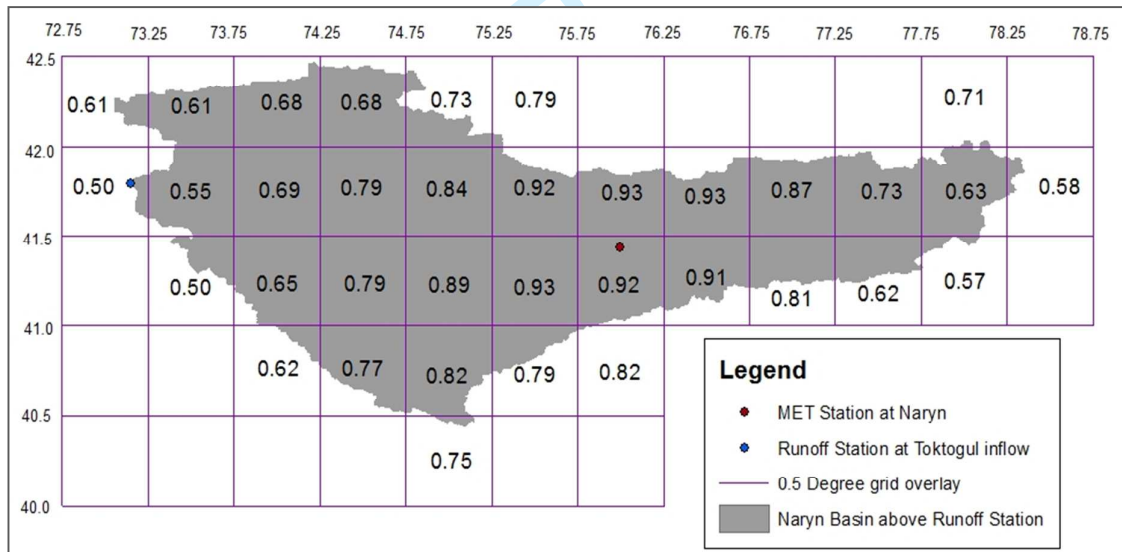 72.75 73.25 73.75 74.25 74.75 75.25 75.75 76.25 76.75 77.25 77.75 78.25 78.75
42.5
0.61 0.61 0.68 0.68 0.73 0.79 0.71
42.0
0.50 0.55 0.69 0.79 0.84 0.92 0.93 0.93 0.87 0.73 0.63 0.58
41.5
0.50 0.65 0.79 0.89 0.93 0.92 0.91 0.81 0.62 0.57
41.0
0.62 0.77 0.82 0.79 0.82
40.5
0.75
40.0
Legend
MET Station at Naryn
Runoff Station at Toktogul inflow
0.5 Degree grid overlay
Naryn Basin above Runoff Station